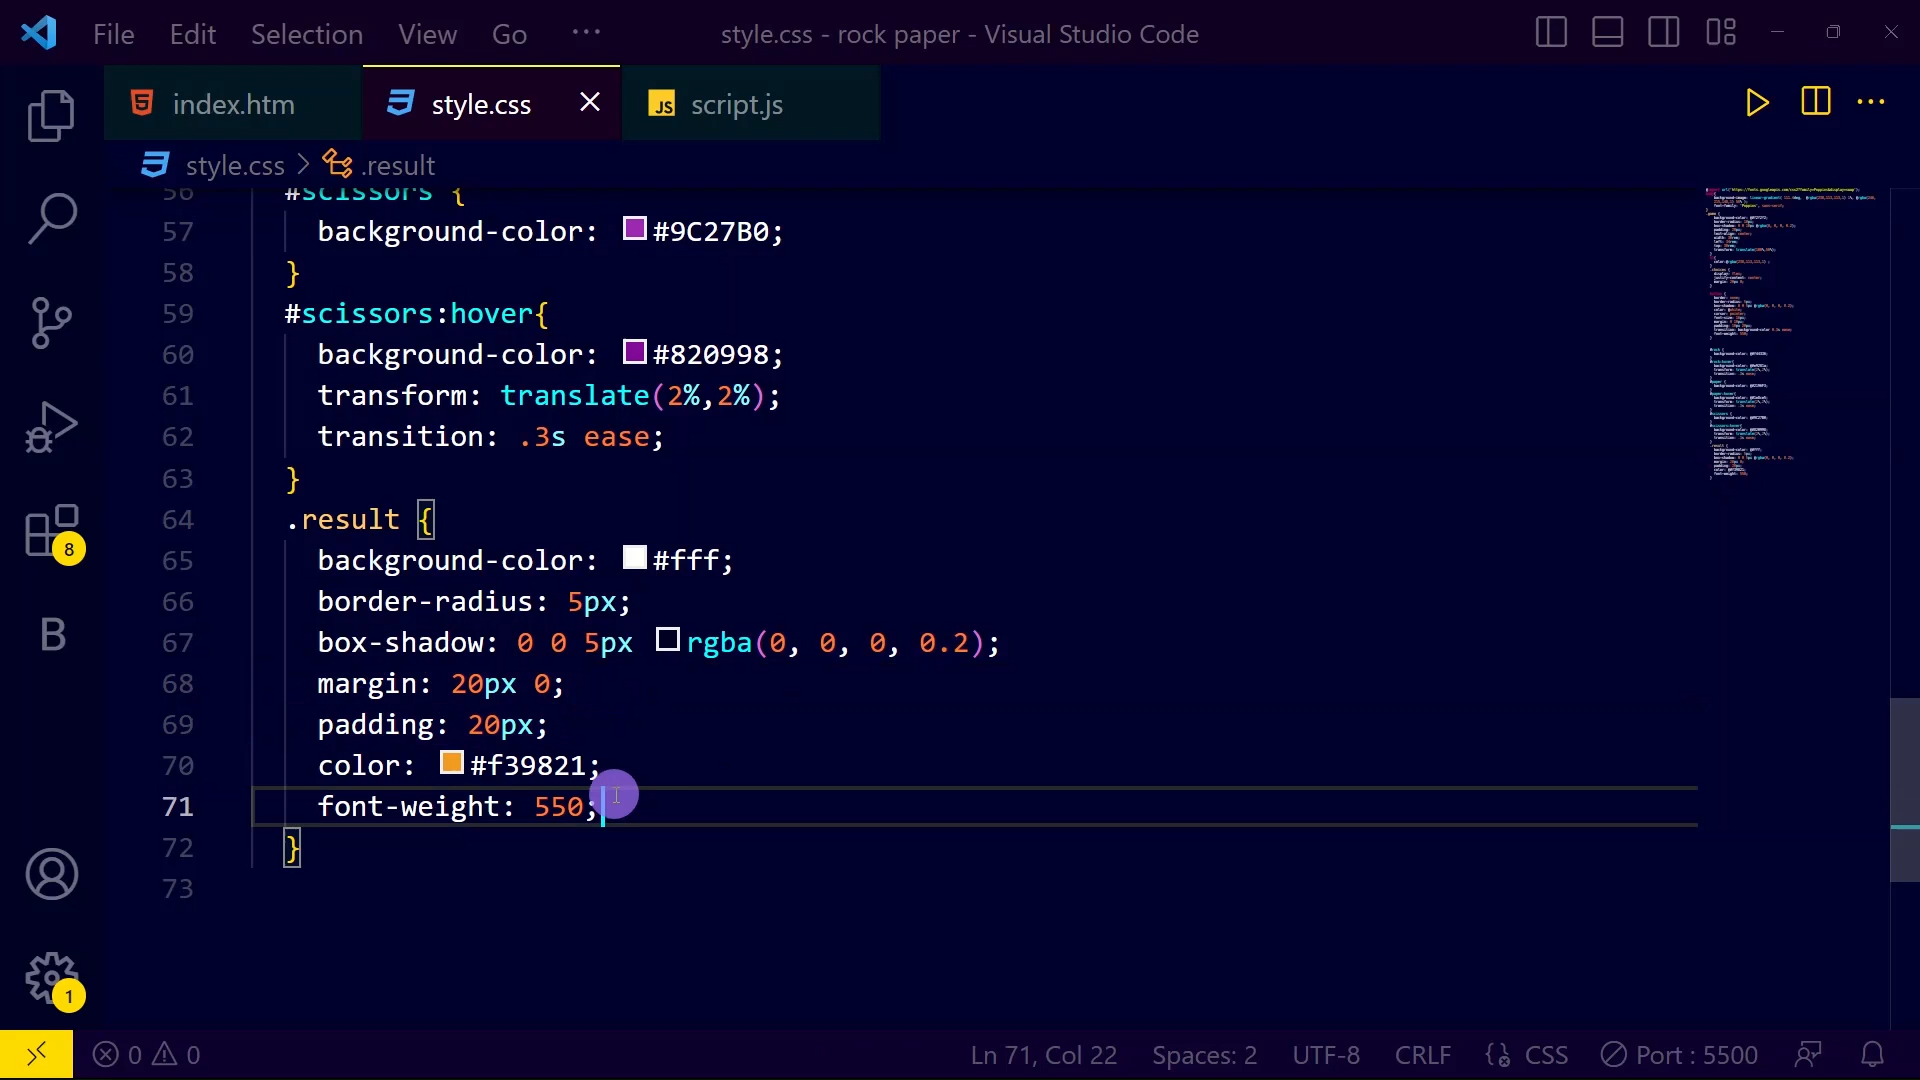 File Edit Selection View Go ···
style.css - rock paper - Visual Studio Code
index.htm
style.css
JS script.js
style.css > .result
56 #scissors {
57 background-color: #9C27B0;
58 }
59 #scissors:hover{
60 background-color: #820998;
61 transform: translate(2%,2%);
62 transition: .3s ease;
63 }
64 .result {
65 background-color: #fff;
66 border-radius: 5px;
67 box-shadow: 0 0 5px rgba(0, 0, 0, 0.2);
68 margin: 20px 0;
69 padding: 20px;
70 color: #f39821;
71 font-weight: 550;
72 }
73
8
B
1
0 0
Ln 71, Col 22 Spaces: 2 UTF-8 CRLF CSS Port : 5500